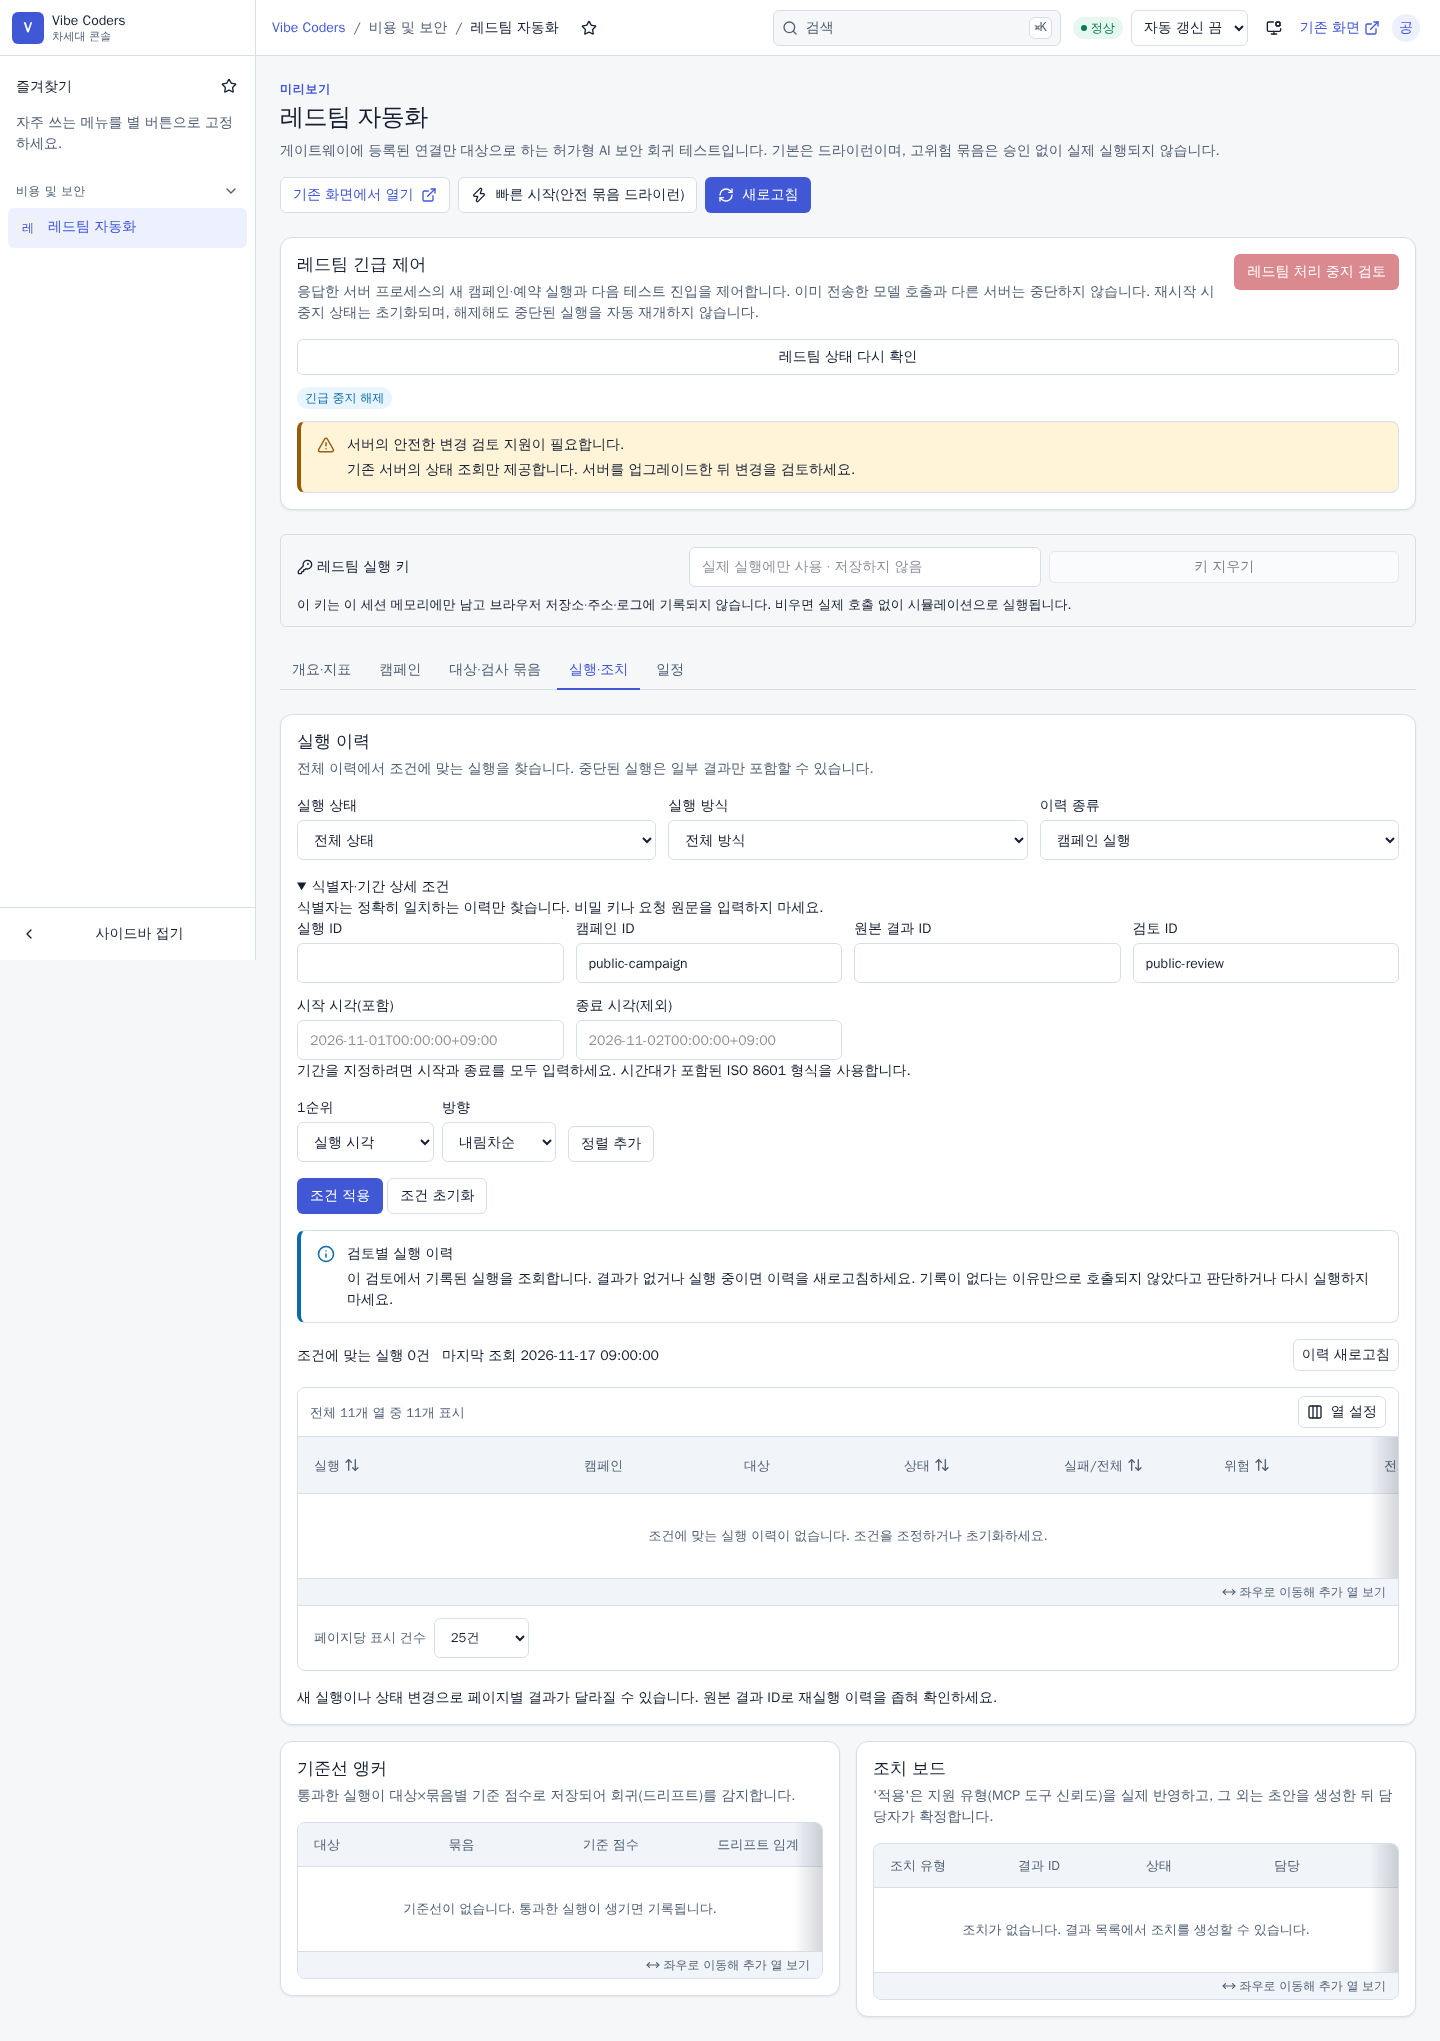 V
Vibe Coders
차세대 콘솔
Vibe Coders / 비용 및 보안 / 레드팀 자동화
검색
⌘K
정상
자동 갱신 끔
기존 화면
공
즐겨찾기
자주 쓰는 메뉴를 별 버튼으로 고정
하세요.
비용 및 보안
레
레드팀 자동화
사이드바 접기
미리보기
레드팀 자동화
게이트웨이에 등록된 연결만 대상으로 하는 허가형 AI 보안 회귀 테스트입니다. 기본은 드라이런이며, 고위험 묶음은 승인 없이 실제 실행되지 않습니다.
기존 화면에서 열기
빠른 시작(안전 묶음 드라이런)
새로고침
레드팀 긴급 제어
응답한 서버 프로세스의 새 캠페인·예약 실행과 다음 테스트 진입을 제어합니다. 이미 전송한 모델 호출과 다른 서버는 중단하지 않습니다. 재시작 시
중지 상태는 초기화되며, 해제해도 중단된 실행을 자동 재개하지 않습니다.
레드팀 처리 중지 검토
레드팀 상태 다시 확인
긴급 중지 해제
서버의 안전한 변경 검토 지원이 필요합니다.
기존 서버의 상태 조회만 제공합니다. 서버를 업그레이드한 뒤 변경을 검토하세요.
레드팀 실행 키
실제 실행에만 사용 · 저장하지 않음
키 지우기
이 키는 이 세션 메모리에만 남고 브라우저 저장소·주소·로그에 기록되지 않습니다. 비우면 실제 호출 없이 시뮬레이션으로 실행됩니다.
개요·지표
캠페인
대상·검사 묶음
실행·조치
일정
실행 이력
전체 이력에서 조건에 맞는 실행을 찾습니다. 중단된 실행은 일부 결과만 포함할 수 있습니다.
실행 상태
실행 방식
이력 종류
전체 상태
전체 방식
캠페인 실행
▼ 식별자·기간 상세 조건
식별자는 정확히 일치하는 이력만 찾습니다. 비밀 키나 요청 원문을 입력하지 마세요.
실행 ID
캠페인 ID
원본 결과 ID
검토 ID
public-campaign
public-review
시작 시각(포함)
종료 시각(제외)
2026-11-01T00:00:00+09:00
2026-11-02T00:00:00+09:00
기간을 지정하려면 시작과 종료를 모두 입력하세요. 시간대가 포함된 ISO 8601 형식을 사용합니다.
1순위
방향
실행 시각
내림차순
정렬 추가
조건 적용
조건 초기화
검토별 실행 이력
이 검토에서 기록된 실행을 조회합니다. 결과가 없거나 실행 중이면 이력을 새로고침하세요. 기록이 없다는 이유만으로 호출되지 않았다고 판단하거나 다시 실행하지
마세요.
조건에 맞는 실행 0건 마지막 조회 2026-11-17 09:00:00
이력 새로고침
전체 11개 열 중 11개 표시
열 설정
실행
캠페인
대상
상태
실패/전체
위험
전
조건에 맞는 실행 이력이 없습니다. 조건을 조정하거나 초기화하세요.
↔ 좌우로 이동해 추가 열 보기
페이지당 표시 건수
25건
새 실행이나 상태 변경으로 페이지별 결과가 달라질 수 있습니다. 원본 결과 ID로 재실행 이력을 좁혀 확인하세요.
기준선 앵커
통과한 실행이 대상×묶음별 기준 점수로 저장되어 회귀(드리프트)를 감지합니다.
대상
묶음
기준 점수
드리프트 임계
기준선이 없습니다. 통과한 실행이 생기면 기록됩니다.
↔ 좌우로 이동해 추가 열 보기
조치 보드
'적용'은 지원 유형(MCP 도구 신뢰도)을 실제 반영하고, 그 외는 초안을 생성한 뒤 담
당자가 확정합니다.
조치 유형
결과 ID
상태
담당
조치가 없습니다. 결과 목록에서 조치를 생성할 수 있습니다.
↔ 좌우로 이동해 추가 열 보기